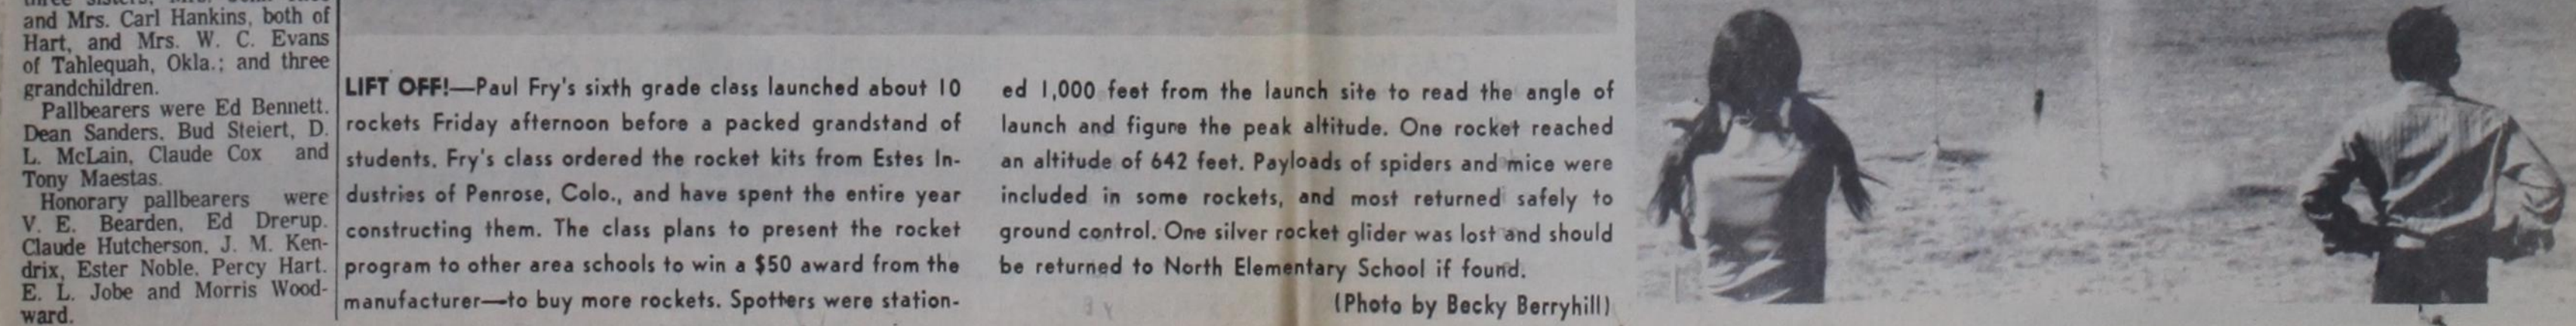 and Mrs. Carl Hankins, both of
Hart, and Mrs. W. C. Evans
of Tahlequah, Okla.; and three
grandchildren.
Pallbearers were Ed Bennett.
Dean Sanders. Bud Steiert, D.
L. McLain, Claude Cox and
Tony Maestas.
Honorary pallbearers were
V. E. Bearden, Ed Drerup.
Claude Hutcherson. J. M. Ken-
drix, Ester Noble. Percy Hart.
E. L. Jobe and Morris Wood-
ward.
LIFT OFF!—Paul Fry's sixth grade class launched about 10
rockets Friday afternoon before a packed grandstand of
students. Fry's class ordered the rocket kits from Estes In-
dustries of Penrose, Colo., and have spent the entire year
constructing them. The class plans to present the rocket
program to other area schools to win a $50 award from the
manufacturer—to buy more rockets. Spotters were station-
ed 1,000 feet from the launch site to read the angle of
launch and figure the peak altitude. One rocket reached
an altitude of 642 feet. Payloads of spiders and mice were
included in some rockets, and most returned safely to
ground control. One silver rocket glider was lost and should
be returned to North Elementary School if found.
(Photo by Becky Berryhill)